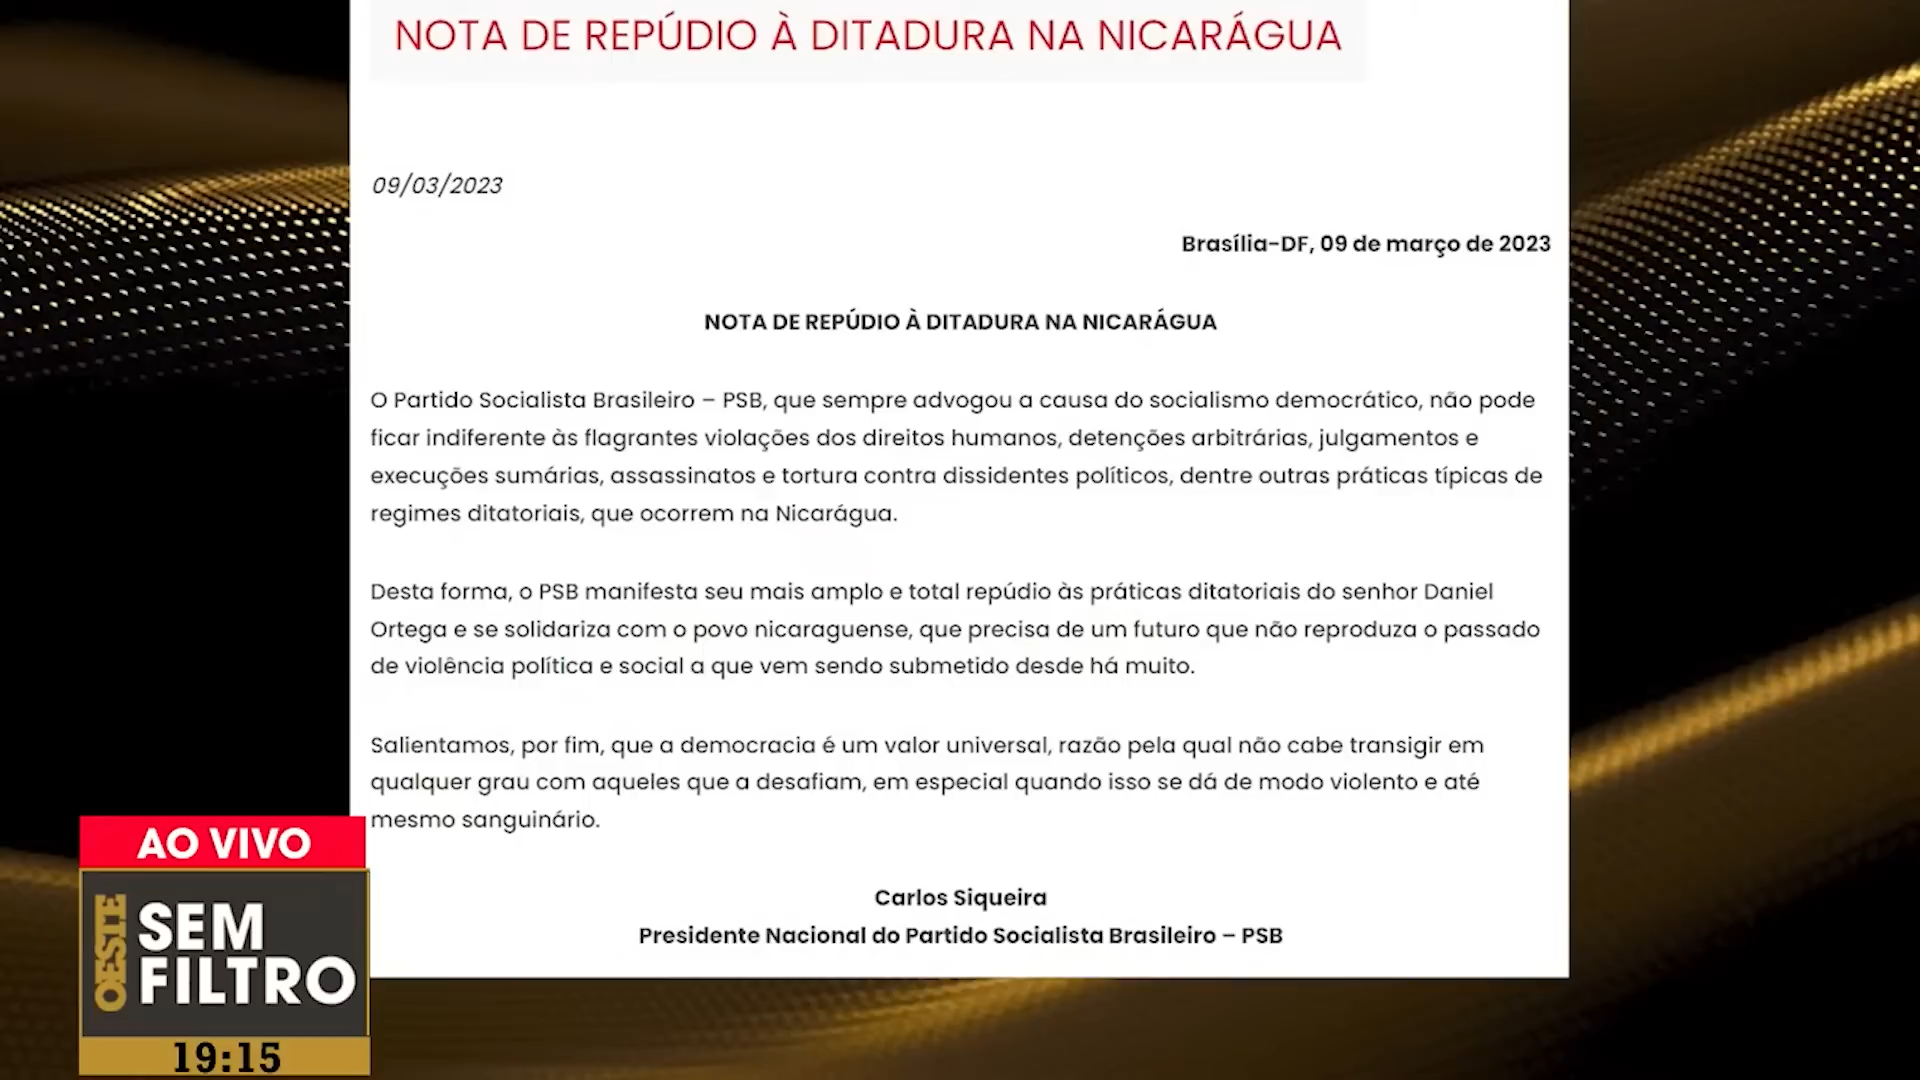 NOTA DE REPÚDIO À DITADURA NA NICARÁGUA
09/03/2023
Brasília-DF, 09 de março de 2023
NOTA DE REPÚDIO À DITADURA NA NICARÁGUA
O Partido Socialista Brasileiro – PSB, que sempre advogou a causa do socialismo democrático, não pode
ficar indiferente às flagrantes violações dos direitos humanos, detenções arbitrárias, julgamentos e
execuções sumárias, assassinatos e tortura contra dissidentes políticos, dentre outras práticas típicas de
regimes ditatoriais, que ocorrem na Nicarágua.
Desta forma, o PSB manifesta seu mais amplo e total repúdio às práticas ditatoriais do senhor Daniel
Ortega e se solidariza com o povo nicaraguense, que precisa de um futuro que não reproduza o passado
de violência política e social a que vem sendo submetido desde há muito.
Salientamos, por fim, que a democracia é um valor universal, razão pela qual não cabe transigir em
qualquer grau com aqueles que a desafiam, em especial quando isso se dá de modo violento e até
mesmo sanguinário.
Carlos Siqueira
Presidente Nacional do Partido Socialista Brasileiro – PSB
AO VIVO
OESTE
SEM
FILTRO
19:15